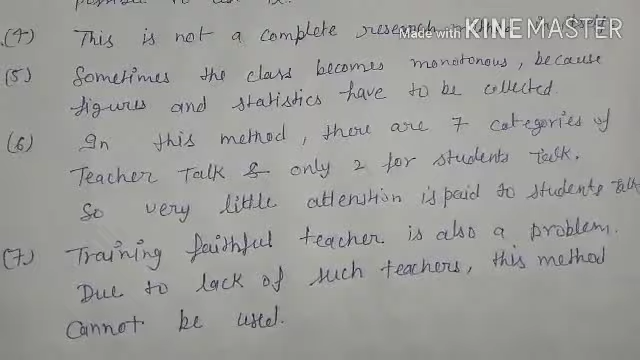 (4) This is not a complete research
Made with KINEMASTER
(5) Sometimes the class becomes monotonous, because
figures and statistics have to be collected.
(6) In this method, there are 7 categories of
Teacher Talk & only 2 for students Talk.
So very little attenstion is paid to students Talk
(7) Training faithful teacher is also a problem.
Due to lack of such teachers, this method
Cannot be used.